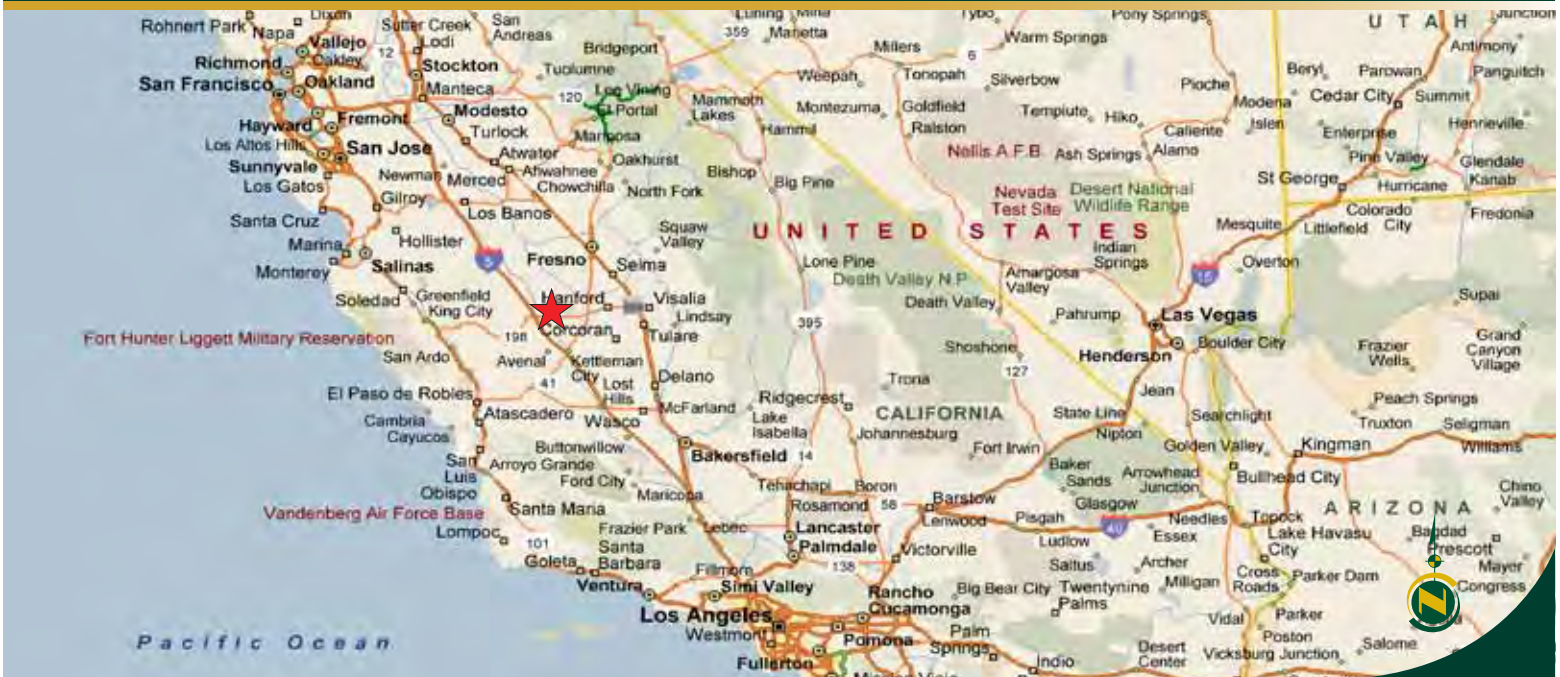 Rohnert Park
Napa
Dixon
Sutter Creek
San
Andreas
Luning
Mina
Tybo
Pony Springs
UTAH
Junction
Vallejo
Oakley
12
Lodi
Bridgeport
359
Marietta
Millers
6
Warm Springs
Antimony
Richmond
Stockton
Tuolumne
Weepah
Tonopah
Silverbow
Pioche
Beryl
Parowan
Panguitch
San Francisco
Oakland
Manteca
120
Lee Vining
Mammoth
Lakes
Montezuma
Goldfield
Templute
Hiko
Modena
Cedar City
Summit
Modesto
El Portal
Hayward
Fremont
Turlock
Mariposa
Hammil
Ralston
Caliente
Islen
Enterprise
Henrieville
Los Altos Hills
San Jose
Atwater
Oakhurst
Nellis A.F.B.
Ash Springs
Alamo
Pine Valley
Glendale
Sunnyvale
Newman
Merced
Ahwahnee
Bishop
Big Pine
St George
Hurricane
Kanab
Los Gatos
Chowchilla
North Fork
Nevada
Test Site
Desert National
Wildlife Range
Gilroy
Los Banos
Colorado
City
Fredonia
Santa Cruz
Squaw
Valley
UNITED STATES
Mesquite
Littlefield
Marina
Hollister
5
Fresno
Lone Pine
Indian
Springs
Monterey
Salinas
Selma
Death Valley N.P.
Amargosa
Valley
15
Overton
Soledad
Greenfield
King City
Hanford
Visalia
Death Valley
Pahrump
Las Vegas
Supai
Lindsay
Fort Hunter Liggett Military Reservation
198
Corcoran
Tulare
395
Shoshone
Henderson
Boulder City
Frazier
Wells
Grand
Canyon
Village
San Ardo
Avenal
Kettleman
City
127
41
Delano
Trona
Jean
El Paso de Robles
Lost
Hills
Ridgecrest
Peach Springs
Atascadero
McFarland
CALIFORNIA
State Line
Searchlight
Cambria
Wasco
Lake
Isabella
Johannesburg
Nipton
Truxton
Seligman
Cayucos
Buttonwillow
Bakersfield
14
Fort Irwin
Golden Valley
Kingman
Williams
San
Luis
Obispo
Arroyo Grande
Ford City
Baker
Sands
Arrowhead
Junction
Bullhead City
Maricopa
Tehachapi
Boron
Chino
Valley
Vandenberg Air Force Base
Santa Maria
Rosamond
58
Barstow
Glasgow
ARIZONA
Lompoc
Frazier Park
Lebec
Lancaster
Lenwood
Pisgah
40
Needles
Topock
Bagdad
101
Santa
Barbara
Palmdale
Victorville
Ludlow
Essex
Lake Havasu
City
Prescott
Goleta
Fillmore
138
Saltus
Archer
Cross
Roads
Parker Dam
Mayer
Ventura
Simi Valley
Rancho
Cucamonga
Big Bear City
Twentynine
Palms
Milligan
Congress
Los Angeles
Vidal
Parker
N
Pacific Ocean
Westmont
Pomona
Palm
Springs
Desert
Center
Poston
Vicksburg Junction
Salome
Fullerton
Indio
Mission Viejo